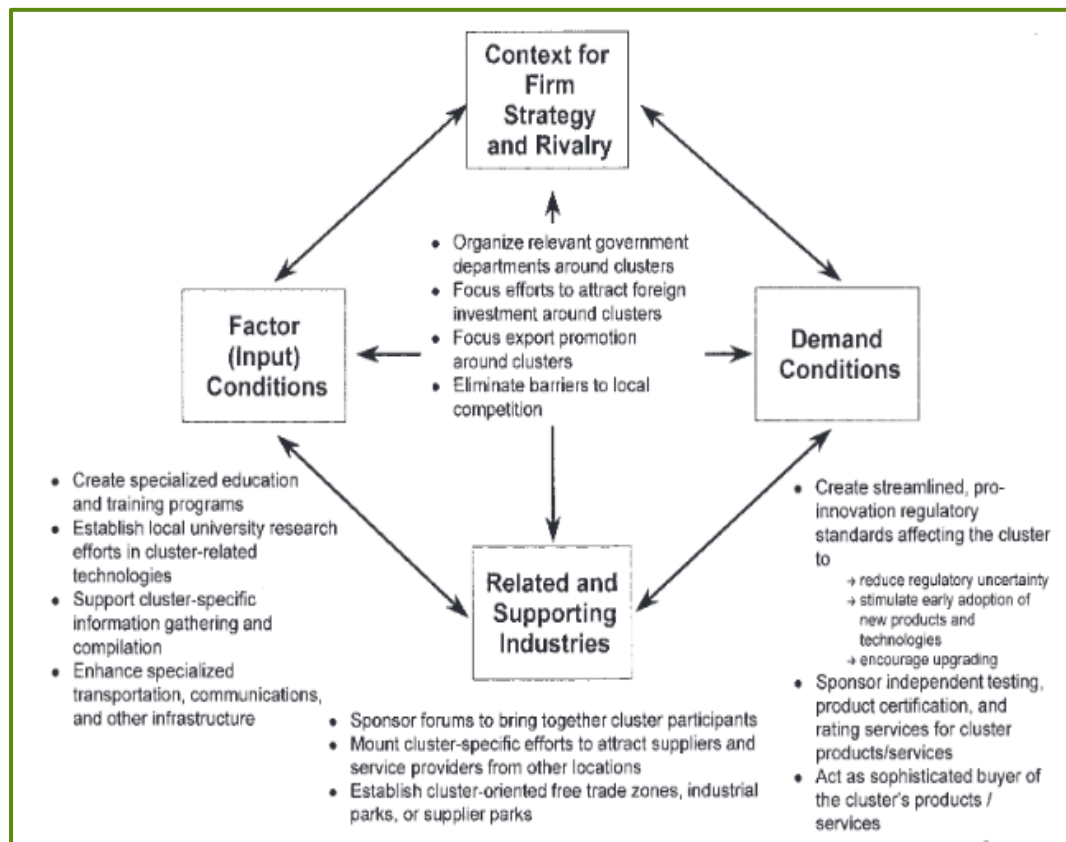 Context for
Firm
Strategy
and Rivalry
• Organize relevant government
departments around clusters
• Focus efforts to attract foreign
investment around clusters
• Focus export promotion
around clusters
• Eliminate barriers to local
competition
Factor
(Input)
Conditions
Demand
Conditions
• Create specialized education
and training programs
• Establish local university research
efforts in cluster-related
technologies
• Support cluster-specific
information gathering and
compilation
• Enhance specialized
transportation, communications,
and other infrastructure
Related and
Supporting
Industries
• Sponsor forums to bring together cluster participants
• Mount cluster-specific efforts to attract suppliers and
service providers from other locations
• Establish cluster-oriented free trade zones, industrial
parks, or supplier parks
• Create streamlined, pro-
innovation regulatory
standards affecting the cluster
to
→ reduce regulatory uncertainty
→ stimulate early adoption of
new products and
technologies
→ encourage upgrading
• Sponsor independent testing,
product certification, and
rating services for cluster
products/services
• Act as sophisticated buyer of
the cluster's products /
services